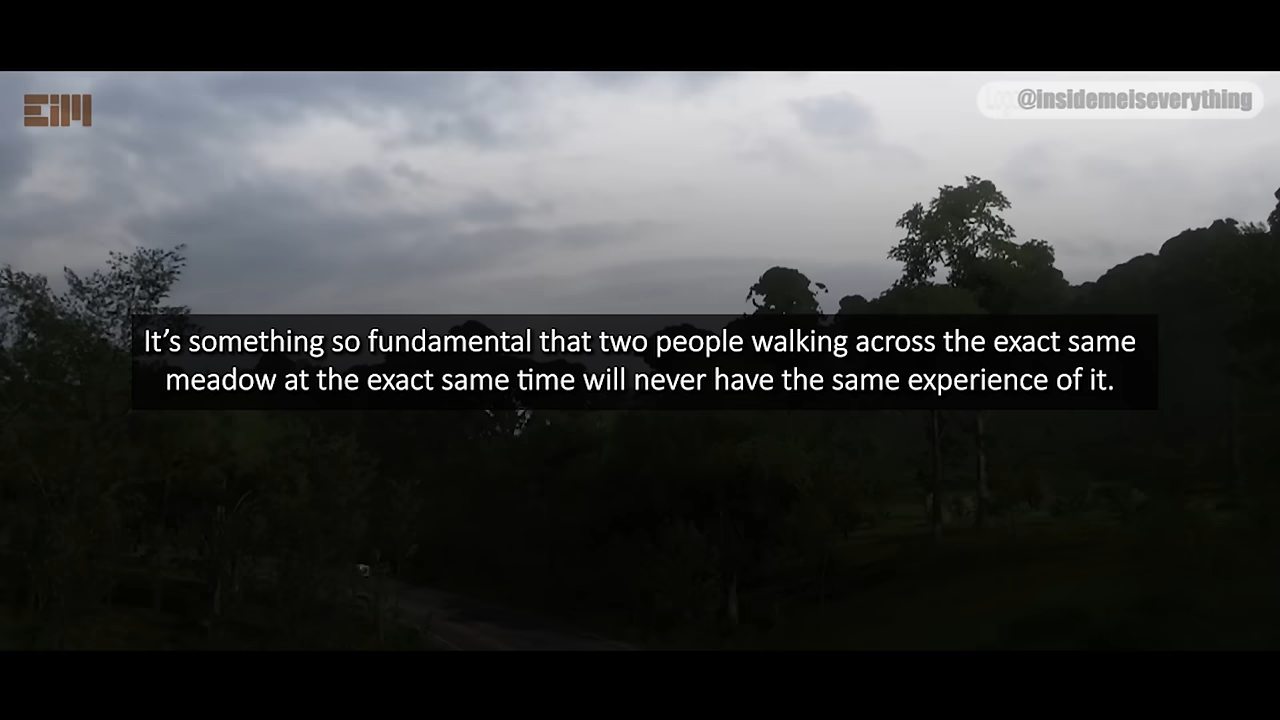 EiM
@insidemeiseverything
It’s something so fundamental that two people walking across the exact same
meadow at the exact same time will never have the same experience of it.